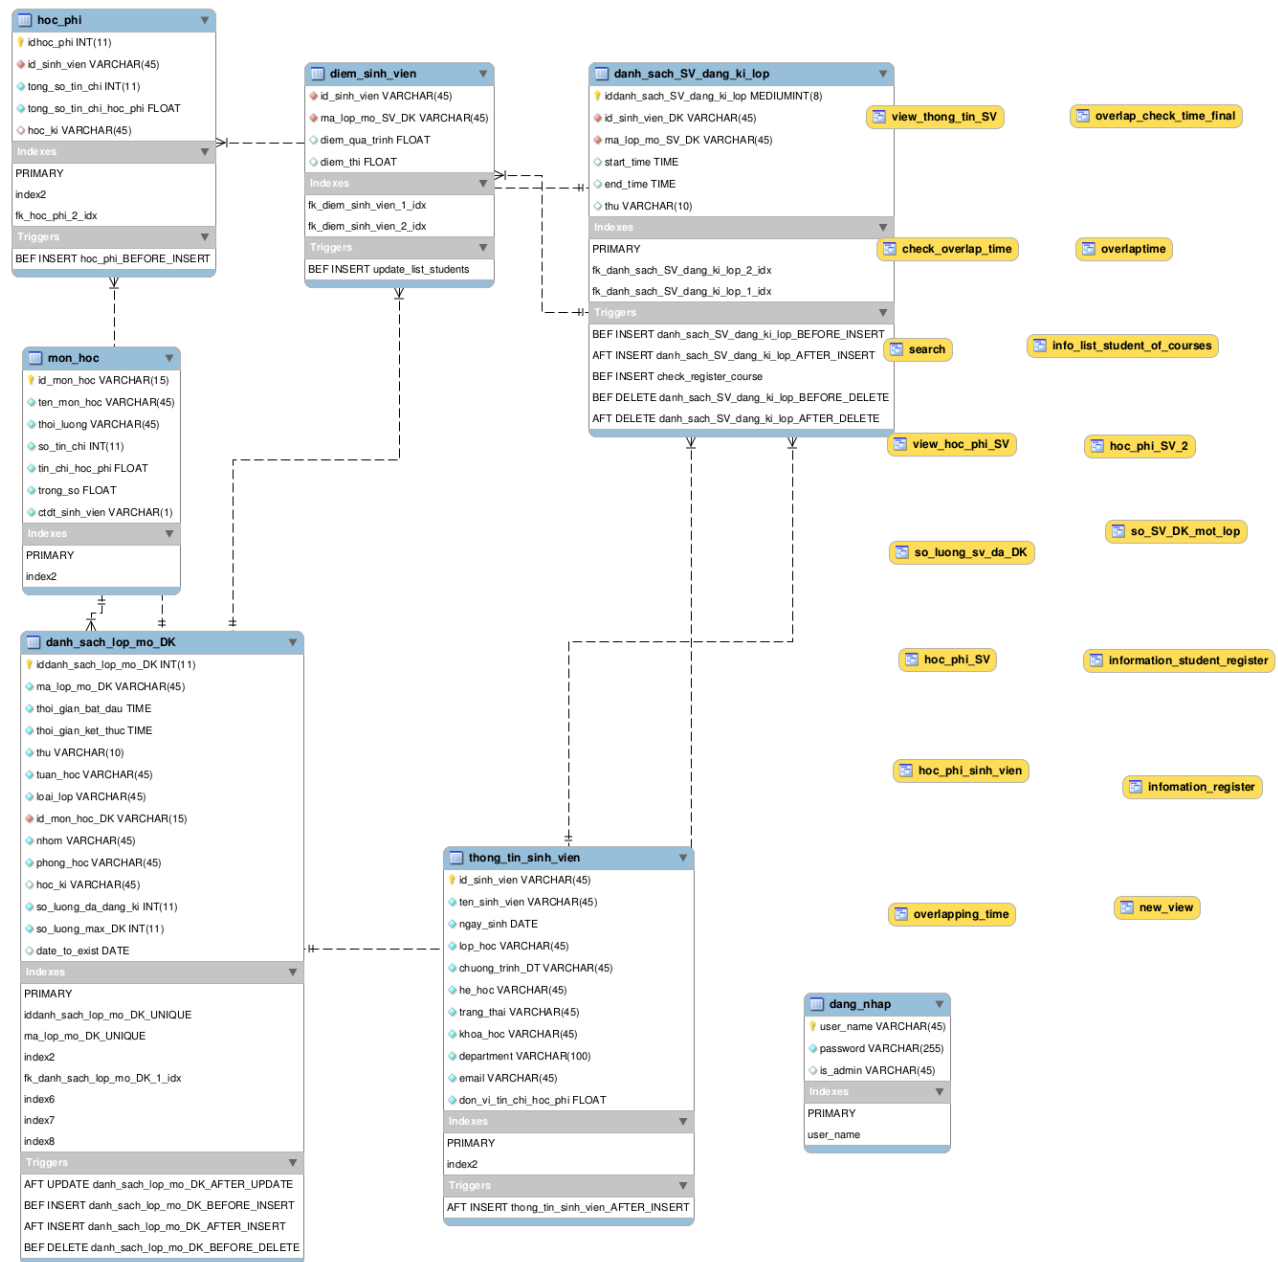 hoc_phi
idhoc_phi INT(11)
id_sinh_vien VARCHAR(45)
tong_so_tin_chi INT(11)
tong_so_tin_chi_hoc_phi FLOAT
hoc_ki VARCHAR(45)
Indexes
PRIMARY
index2
fk_hoc_phi_2_idx
Triggers
BEF INSERT hoc_phi_BEFORE_INSERT
diem_sinh_vien
id_sinh_vien VARCHAR(45)
ma_lop_mo_SV_DK VARCHAR(45)
diem_qua_trinh FLOAT
diem_thi FLOAT
Indexes
fk_diem_sinh_vien_1_idx
fk_diem_sinh_vien_2_idx
Triggers
BEF INSERT update_list_students
danh_sach_SV_dang_ki_lop
iddanh_sach_SV_dang_ki_lop MEDIUMINT(8)
id_sinh_vien_DK VARCHAR(45)
ma_lop_mo_SV_DK VARCHAR(45)
start_time TIME
end_time TIME
thu VARCHAR(10)
Indexes
PRIMARY
fk_danh_sach_SV_dang_ki_lop_2_idx
fk_danh_sach_SV_dang_ki_lop_1_idx
Triggers
BEF INSERT danh_sach_SV_dang_ki_lop_BEFORE_INSERT
AFT INSERT danh_sach_SV_dang_ki_lop_AFTER_INSERT
BEF INSERT check_register_course
BEF DELETE danh_sach_SV_dang_ki_lop_BEFORE_DELETE
AFT DELETE danh_sach_SV_dang_ki_lop_AFTER_DELETE
mon_hoc
id_mon_hoc VARCHAR(15)
ten_mon_hoc VARCHAR(45)
thoi_luong VARCHAR(45)
so_tin_chi INT(11)
tin_chi_hoc_phi FLOAT
trong_so FLOAT
ctdt_sinh_vien VARCHAR(1)
Indexes
PRIMARY
index2
danh_sach_lop_mo_DK
iddanh_sach_lop_mo_DK INT(11)
ma_lop_mo_DK VARCHAR(45)
thoi_gian_bat_dau TIME
thoi_gian_ket_thuc TIME
thu VARCHAR(10)
tuan_hoc VARCHAR(45)
loai_lop VARCHAR(45)
id_mon_hoc_DK VARCHAR(15)
nhom VARCHAR(45)
phong_hoc VARCHAR(45)
hoc_ki VARCHAR(45)
so_luong_da_dang_ki INT(11)
so_luong_max_DK INT(11)
date_to_exist DATE
Indexes
PRIMARY
iddanh_sach_lop_mo_DK_UNIQUE
ma_lop_mo_DK_UNIQUE
index2
fk_danh_sach_lop_mo_DK_1_idx
index6
index7
index8
Triggers
AFT UPDATE danh_sach_lop_mo_DK_AFTER_UPDATE
BEF INSERT danh_sach_lop_mo_DK_BEFORE_INSERT
AFT INSERT danh_sach_lop_mo_DK_AFTER_INSERT
BEF DELETE danh_sach_lop_mo_DK_BEFORE_DELETE
thong_tin_sinh_vien
id_sinh_vien VARCHAR(45)
ten_sinh_vien VARCHAR(45)
ngay_sinh DATE
lop_hoc VARCHAR(45)
chuong_trinh_DT VARCHAR(45)
he_hoc VARCHAR(45)
trang_thai VARCHAR(45)
khoa_hoc VARCHAR(45)
department VARCHAR(100)
email VARCHAR(45)
don_vi_tin_chi_hoc_phi FLOAT
Indexes
PRIMARY
index2
Triggers
AFT INSERT thong_tin_sinh_vien_AFTER_INSERT
view_thong_tin_SV
overlap_check_time_final
check_overlap_time
overlaptime
search
info_list_student_of_courses
view_hoc_phi_SV
hoc_phi_SV_2
so_luong_sv_da_DK
so_SV_DK_mot_lop
hoc_phi_SV
information_student_register
hoc_phi_sinh_vien
infomation_register
overlapping_time
new_view
dang_nhap
user_name VARCHAR(45)
password VARCHAR(255)
is_admin VARCHAR(45)
Indexes
PRIMARY
user_name